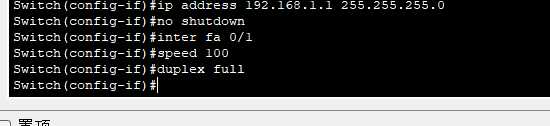 Switch(config-if)#ip address 192.168.1.1 255.255.255.0
Switch(config-if)#no shutdown
Switch(config-if)#inter fa 0/1
Switch(config-if)#speed 100
Switch(config-if)#duplex full
Switch(config-if)#
置顶